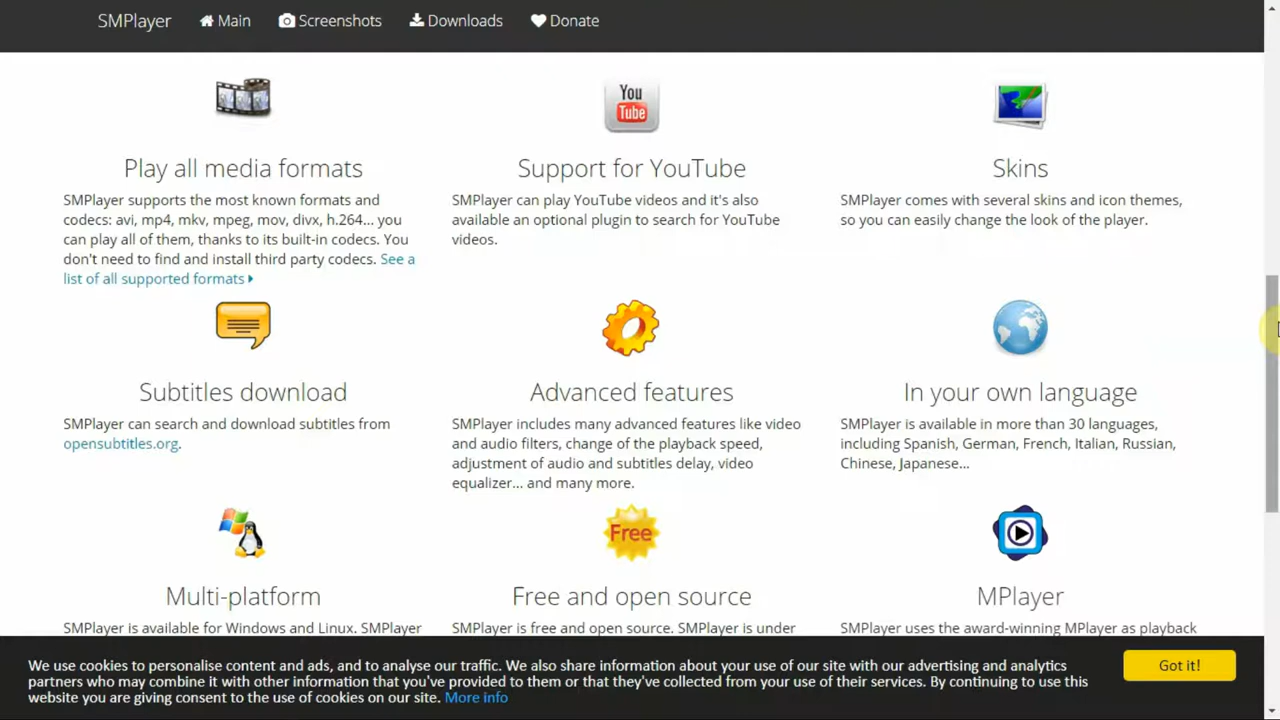 SMPlayer Main Screenshots Downloads Donate
You
Tube
Play all media formats
SMPlayer supports the most known formats and
codecs: avi, mp4, mkv, mpeg, mov, divx, h.264... you
can play all of them, thanks to its built-in codecs. You
don't need to find and install third party codecs. See a
list of all supported formats
Support for YouTube
SMPlayer can play YouTube videos and it's also
available an optional plugin to search for YouTube
videos.
Skins
SMPlayer comes with several skins and icon themes,
so you can easily change the look of the player.
Subtitles download
SMPlayer can search and download subtitles from
opensubtitles.org.
Advanced features
SMPlayer includes many advanced features like video
and audio filters, change of the playback speed,
adjustment of audio and subtitles delay, video
equalizer... and many more.
In your own language
SMPlayer is available in more than 30 languages,
including Spanish, German, French, Italian, Russian,
Chinese, Japanese...
Multi-platform
SMPlayer is available for Windows and Linux. SMPlayer
Free
Free and open source
SMPlayer is free and open source. SMPlayer is under
MPlayer
SMPlayer uses the award-winning MPlayer as playback
We use cookies to personalise content and ads, and to analyse our traffic. We also share information about your use of our site with our advertising and analytics
partners who may combine it with other information that you've provided to them or that they've collected from your use of their services. By continuing to use this
website you are giving consent to the use of cookies on our site. More info
Got it!